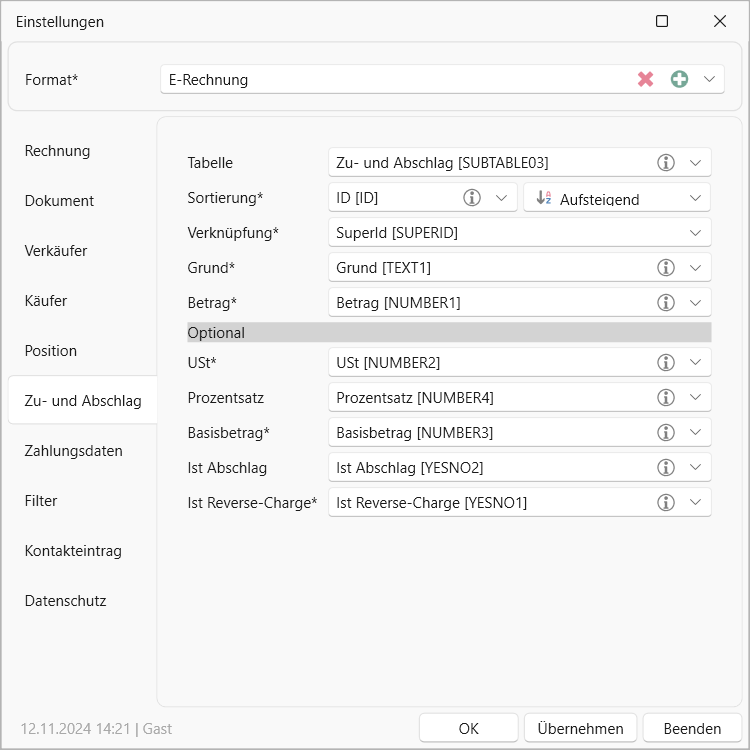 Einstellungen
Format* E-Rechnung
Rechnung
Dokument
Verkäufer
Käufer
Position
Zu- und Abschlag
Zahlungsdaten
Filter
Kontakteintrag
Datenschutz
Tabelle Zu- und Abschlag [SUBTABLE03]
Sortierung* ID [ID] Aufsteigend
Verknüpfung* SuperId [SUPERID]
Grund* Grund [TEXT1]
Betrag* Betrag [NUMBER1]
Optional
USt* USt [NUMBER2]
Prozentsatz Prozentsatz [NUMBER4]
Basisbetrag* Basisbetrag [NUMBER3]
Ist Abschlag Ist Abschlag [YESNO2]
Ist Reverse-Charge* Ist Reverse-Charge [YESNO1]
12.11.2024 14:21 | Gast OK Übernehmen Beenden